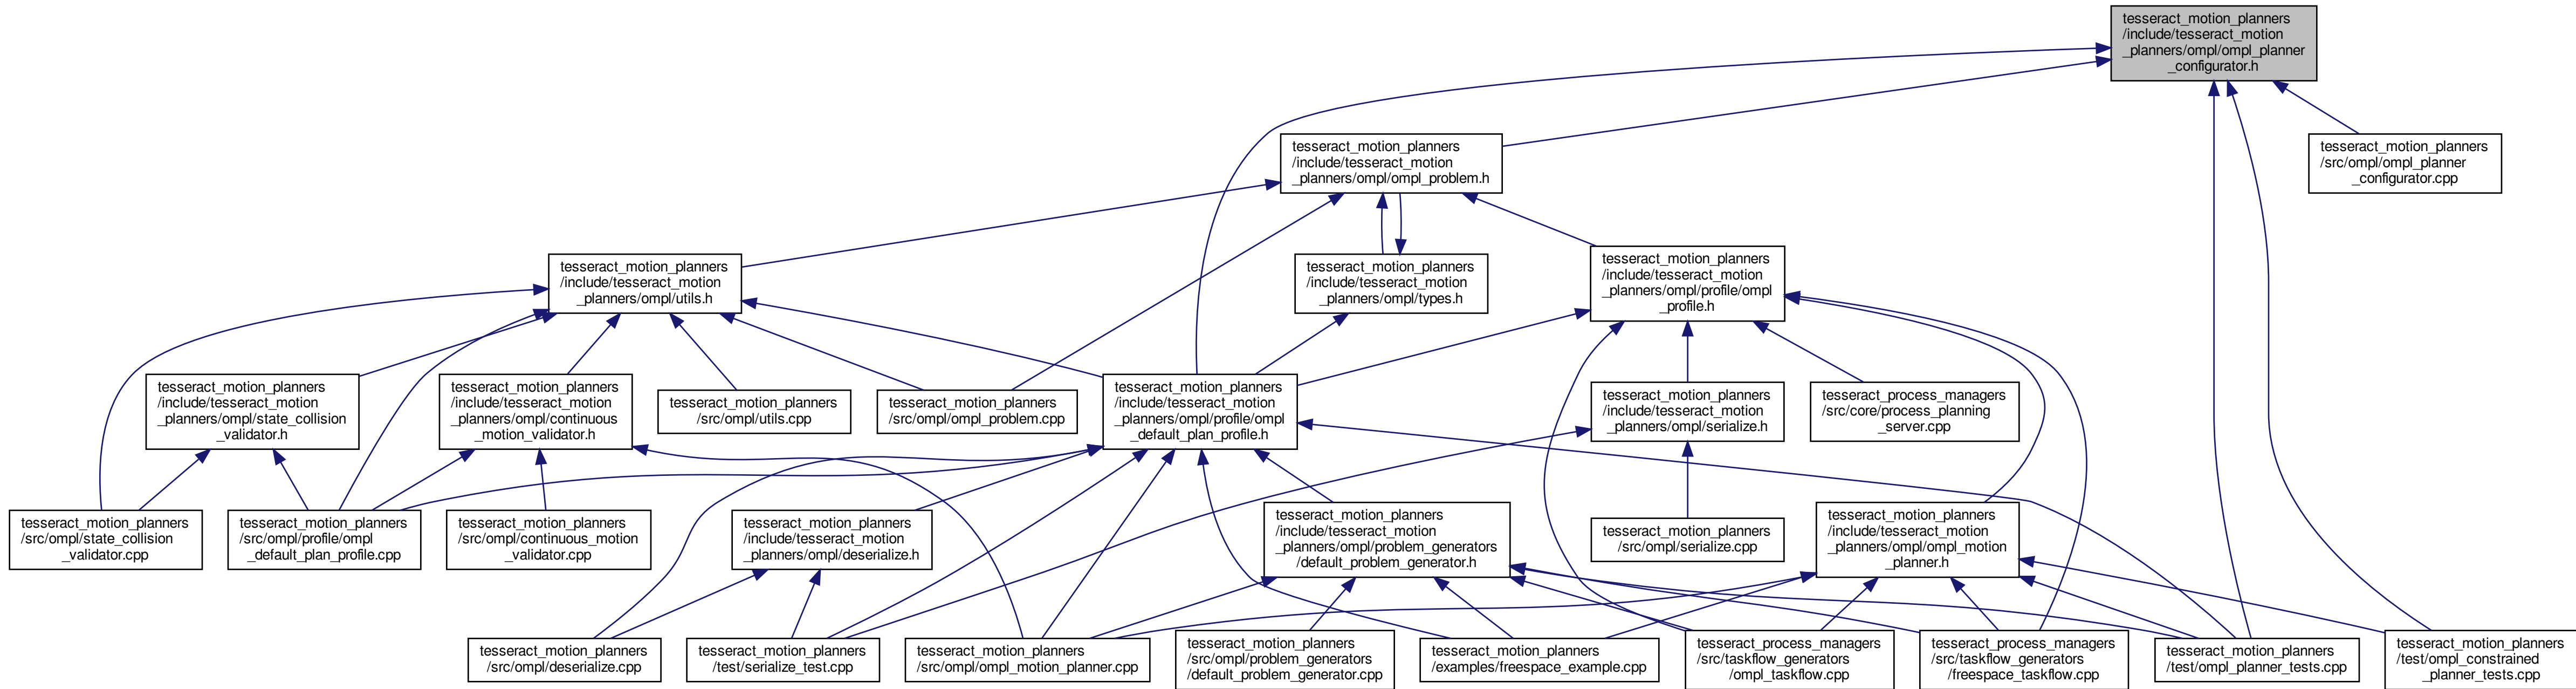 tesseract_motion_planners
/include/tesseract_motion
_planners/ompl/ompl_planner
_configurator.h
tesseract_motion_planners
/include/tesseract_motion
_planners/ompl/ompl_problem.h
tesseract_motion_planners
/src/ompl/ompl_planner
_configurator.cpp
tesseract_motion_planners
/include/tesseract_motion
_planners/ompl/utils.h
tesseract_motion_planners
/include/tesseract_motion
_planners/ompl/types.h
tesseract_motion_planners
/include/tesseract_motion
_planners/ompl/profile/ompl
_profile.h
tesseract_motion_planners
/include/tesseract_motion
_planners/ompl/state_collision
_validator.h
tesseract_motion_planners
/include/tesseract_motion
_planners/ompl/continuous
_motion_validator.h
tesseract_motion_planners
/src/ompl/utils.cpp
tesseract_motion_planners
/src/ompl/ompl_problem.cpp
tesseract_motion_planners
/include/tesseract_motion
_planners/ompl/profile/ompl
_default_plan_profile.h
tesseract_motion_planners
/include/tesseract_motion
_planners/ompl/serialize.h
tesseract_process_managers
/src/core/process_planning
_server.cpp
tesseract_motion_planners
/src/ompl/state_collision
_validator.cpp
tesseract_motion_planners
/src/ompl/profile/ompl
_default_plan_profile.cpp
tesseract_motion_planners
/src/ompl/continuous_motion
_validator.cpp
tesseract_motion_planners
/include/tesseract_motion
_planners/ompl/deserialize.h
tesseract_motion_planners
/include/tesseract_motion
_planners/ompl/problem_generators
/default_problem_generator.h
tesseract_motion_planners
/src/ompl/serialize.cpp
tesseract_motion_planners
/include/tesseract_motion
_planners/ompl/ompl_motion
_planner.h
tesseract_motion_planners
/src/ompl/deserialize.cpp
tesseract_motion_planners
/test/serialize_test.cpp
tesseract_motion_planners
/src/ompl/ompl_motion_planner.cpp
tesseract_motion_planners
/src/ompl/problem_generators
/default_problem_generator.cpp
tesseract_motion_planners
/examples/freespace_example.cpp
tesseract_process_managers
/src/taskflow_generators
/ompl_taskflow.cpp
tesseract_process_managers
/src/taskflow_generators
/freespace_taskflow.cpp
tesseract_motion_planners
/test/ompl_planner_tests.cpp
tesseract_motion_planners
/test/ompl_constrained
_planner_tests.cpp